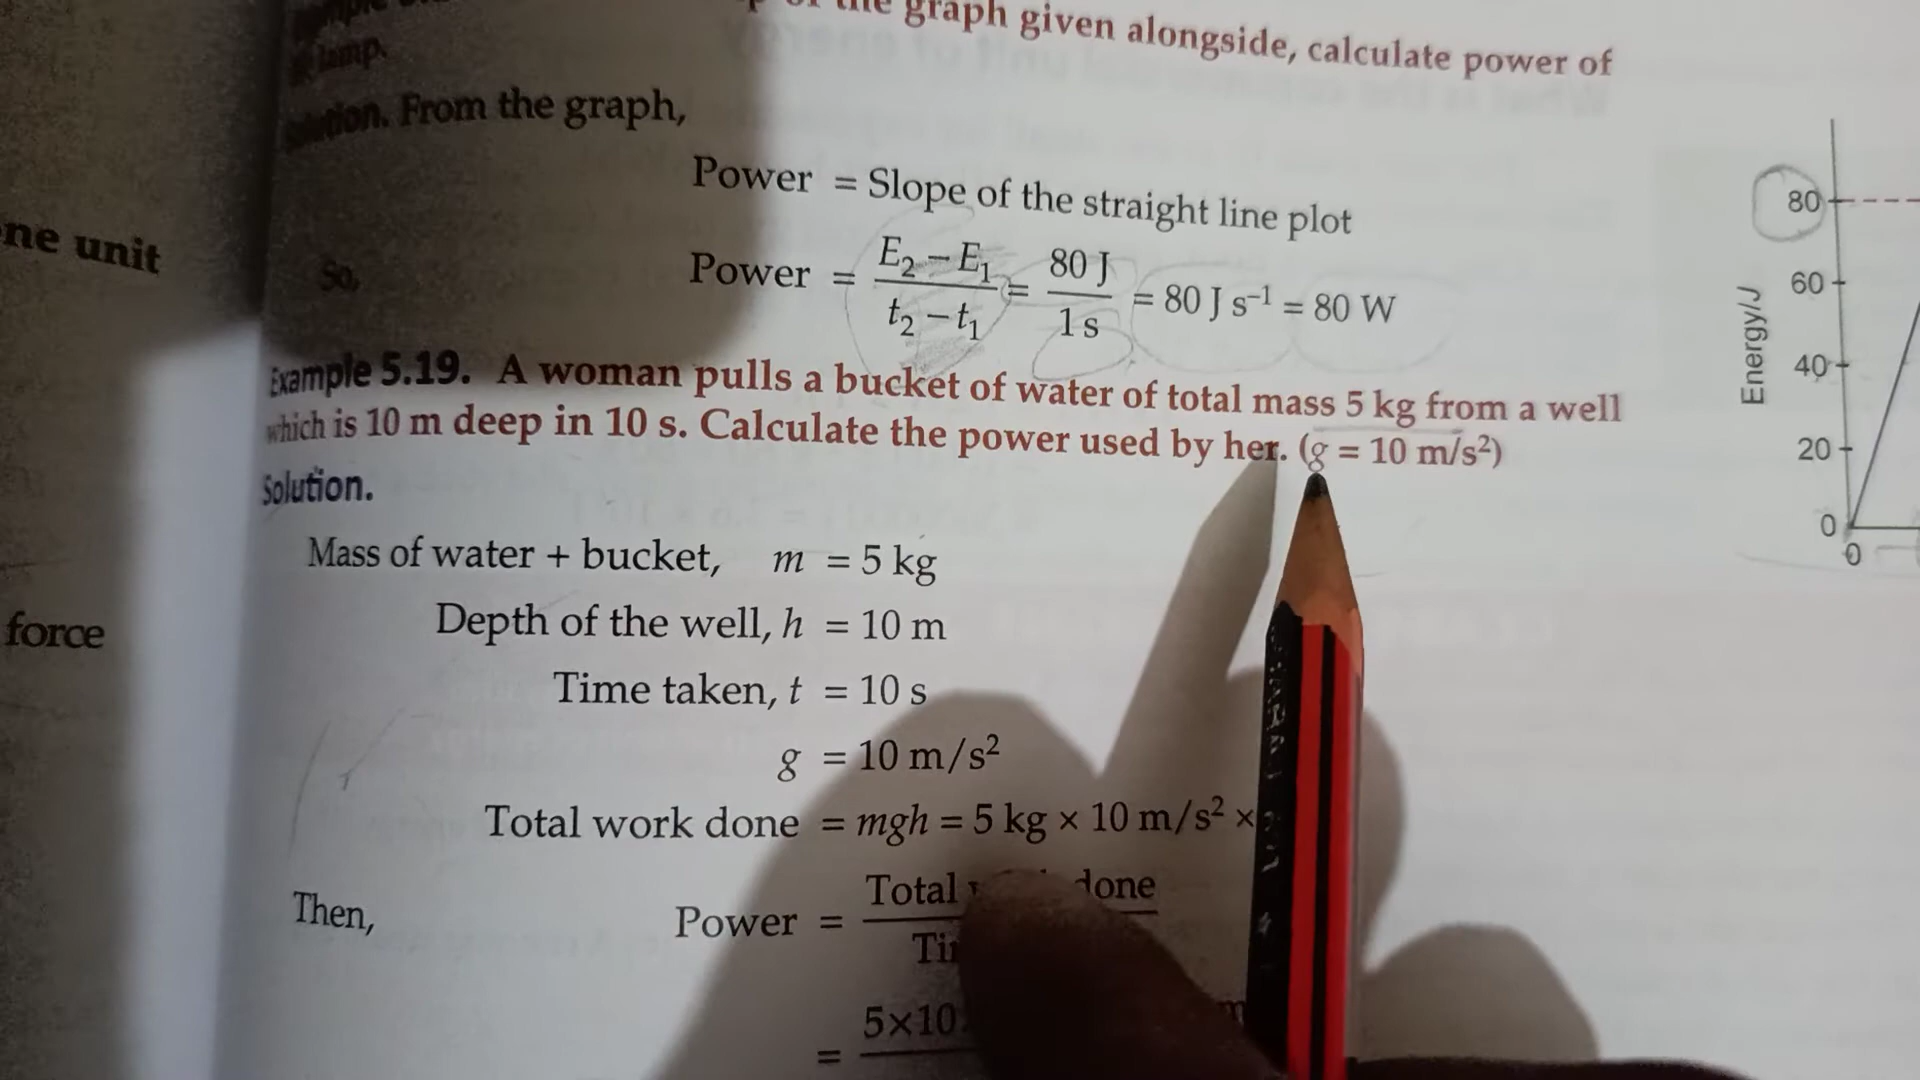 of the graph given alongside, calculate power of
lamp.
From the graph,
Power = Slope of the straight line plot
So,
Power = E₂ – E₁ / t₂ – t₁ = 80 J / 1 s = 80 J s⁻¹ = 80 W
Example 5.19. A woman pulls a bucket of water of total mass 5 kg from a well
which is 10 m deep in 10 s. Calculate the power used by her. (g = 10 m/s²)
Solution.
Mass of water + bucket, m = 5 kg
Depth of the well, h = 10 m
Time taken, t = 10 s
g = 10 m/s²
Total work done = mgh = 5 kg × 10 m/s² ×
Then,
Power = Total done
= 5×10
unit
force
Energy/J
80
60
40
20
0
0